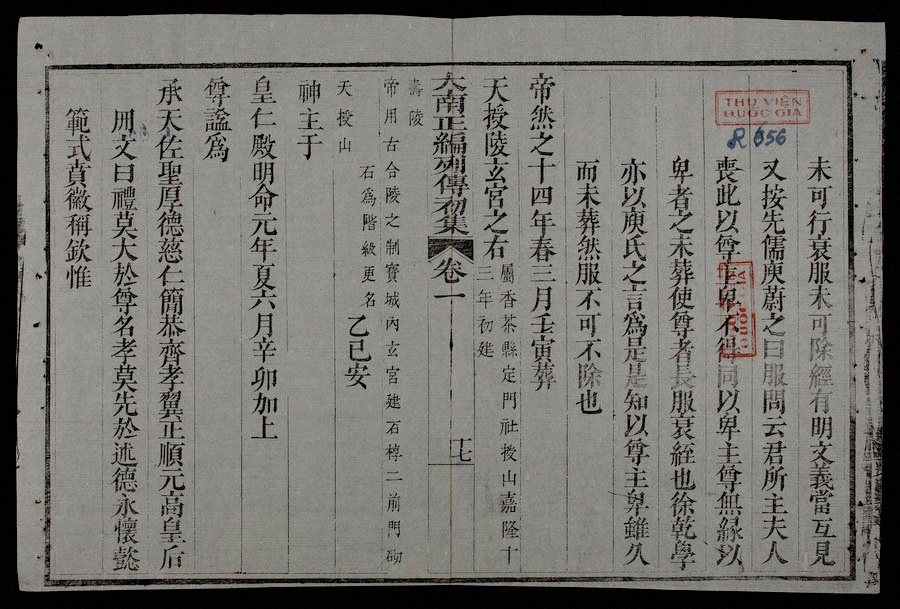 未可行衰服未可除經有明文義當互見
又按先儒庾蔚之曰服問云君所主夫人
喪此以尊主卑不得同以卑主尊無緣以
卑者之未葬使尊者長服衰絰也徐乾學
亦以庾氏之言爲是是知以尊主卑雖久
而未葬然服不可不除也
帝然之十四年春三月壬寅葬
天授陵玄宮之右屬香茶縣定門社授山嘉隆十
三年初建
大南正編列傳初集 卷一 十七
壽陵
帝用古合陵之制寶城内玄宮建石椁二前門砌
石爲階級更名
天授山
乙巳安
神主于
皇仁殿明命元年夏六月辛卯加上
尊謚爲
承天佐聖厚德慈仁簡恭齊孝翼正順元高皇后
册文曰禮莫大於尊名孝莫先於述德永懷懿
範式賁徽稱欽惟
THƯ VIỆN
QUỐC GIA
R 656